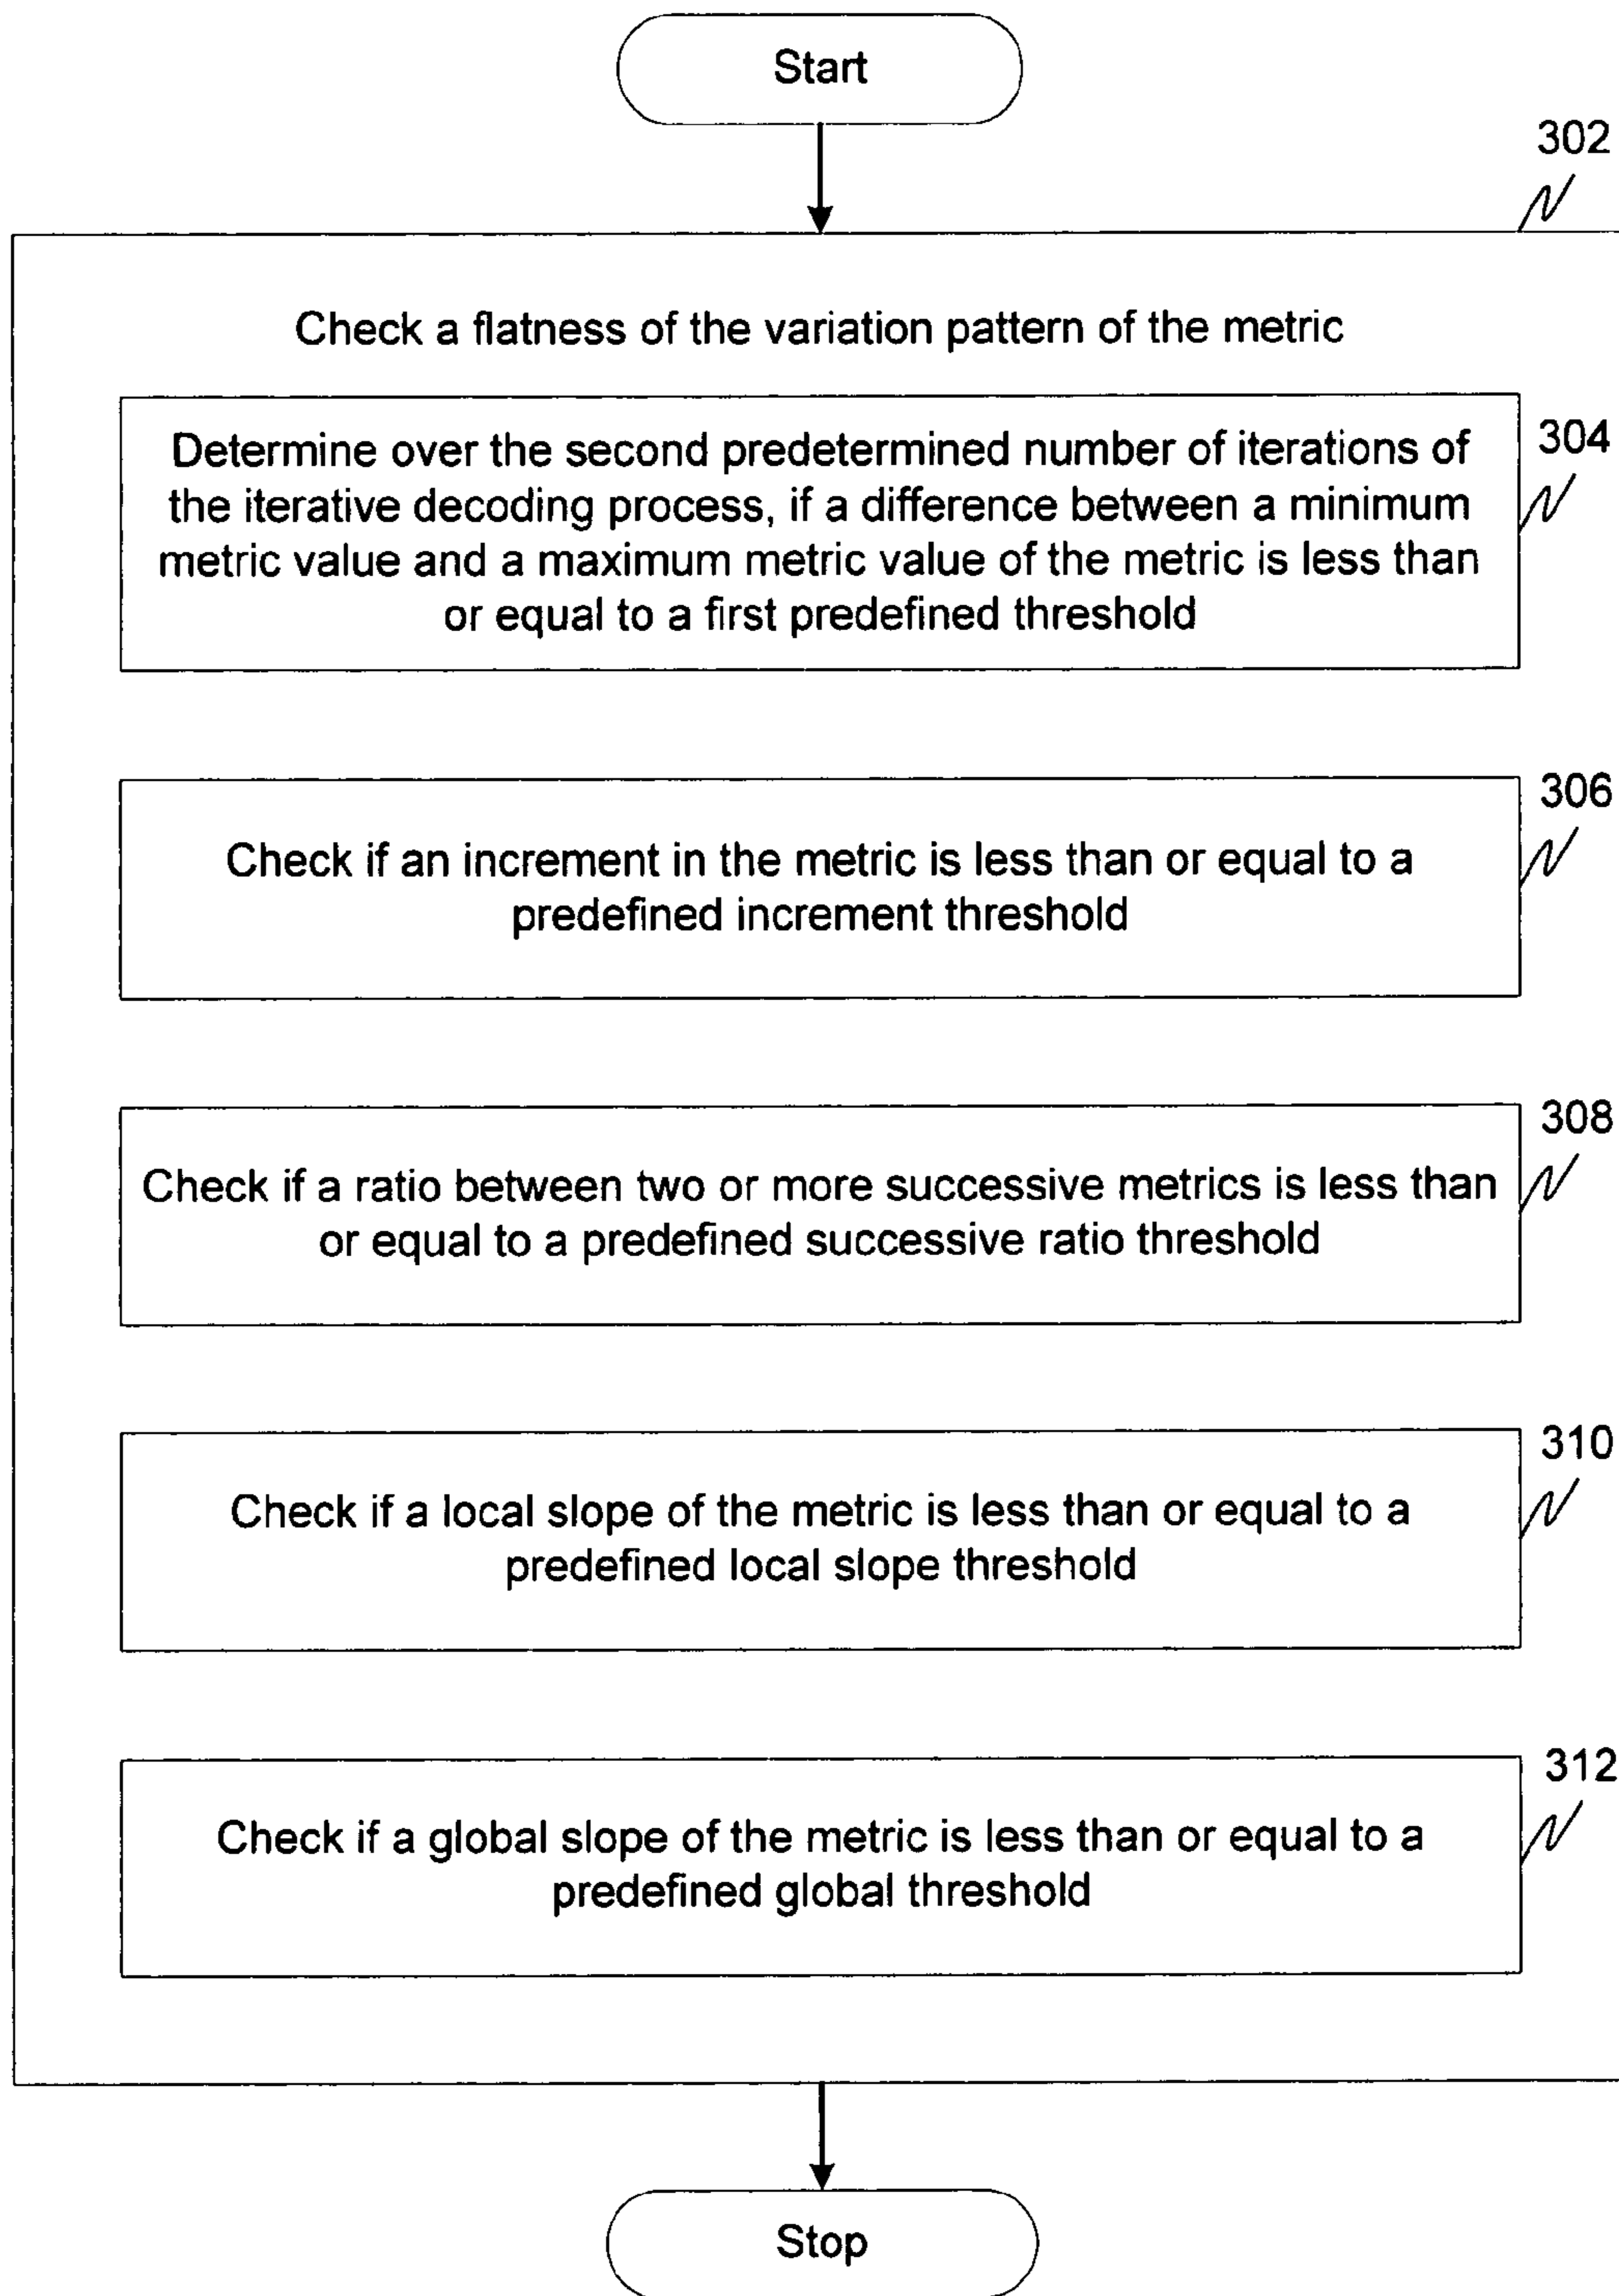 Start
302
Check a flatness of the variation pattern of the metric
304
Determine over the second predetermined number of iterations of
the iterative decoding process, if a difference between a minimum
metric value and a maximum metric value of the metric is less than
or equal to a first predefined threshold
306
Check if an increment in the metric is less than or equal to a
predefined increment threshold
308
Check if a ratio between two or more successive metrics is less than
or equal to a predefined successive ratio threshold
310
Check if a local slope of the metric is less than or equal to a
predefined local slope threshold
312
Check if a global slope of the metric is less than or equal to a
predefined global threshold
Stop